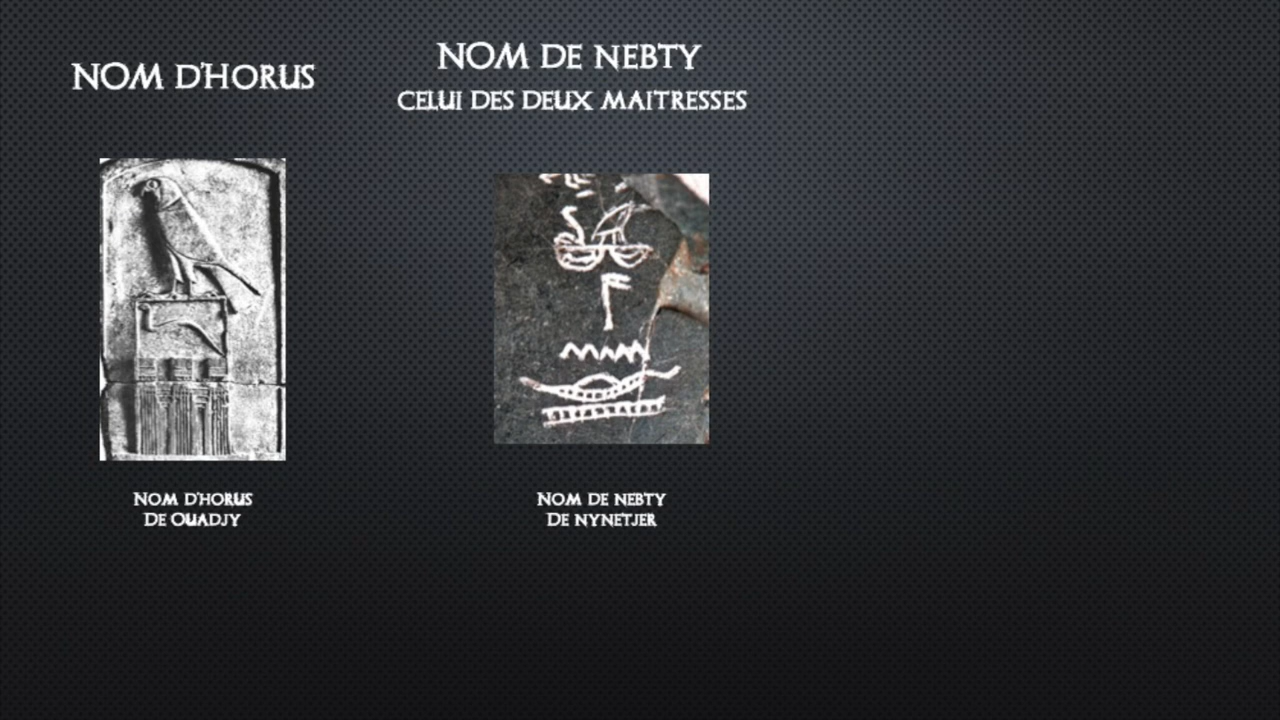 NOM D'HORUS
NOM DE NEBTY
CELUI DES DEUX MAITRESSES
NOM D'HORUS
DE OUADJY
NOM DE NEBTY
DE NYNETJER